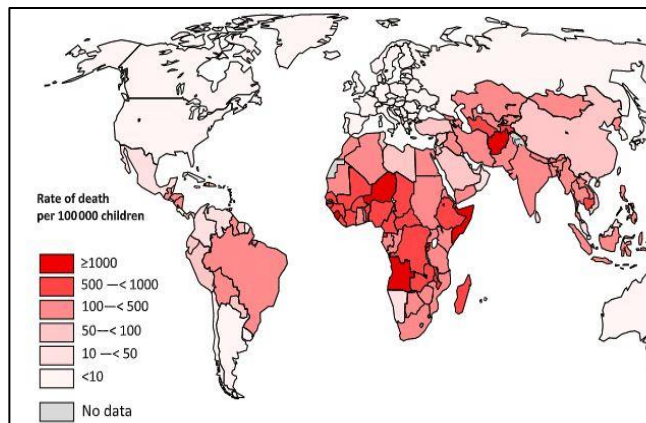 Rate of death
per 100 000 children
≥1000
500 —< 1000
100—< 500
50—< 100
10 —< 50
<10
No data